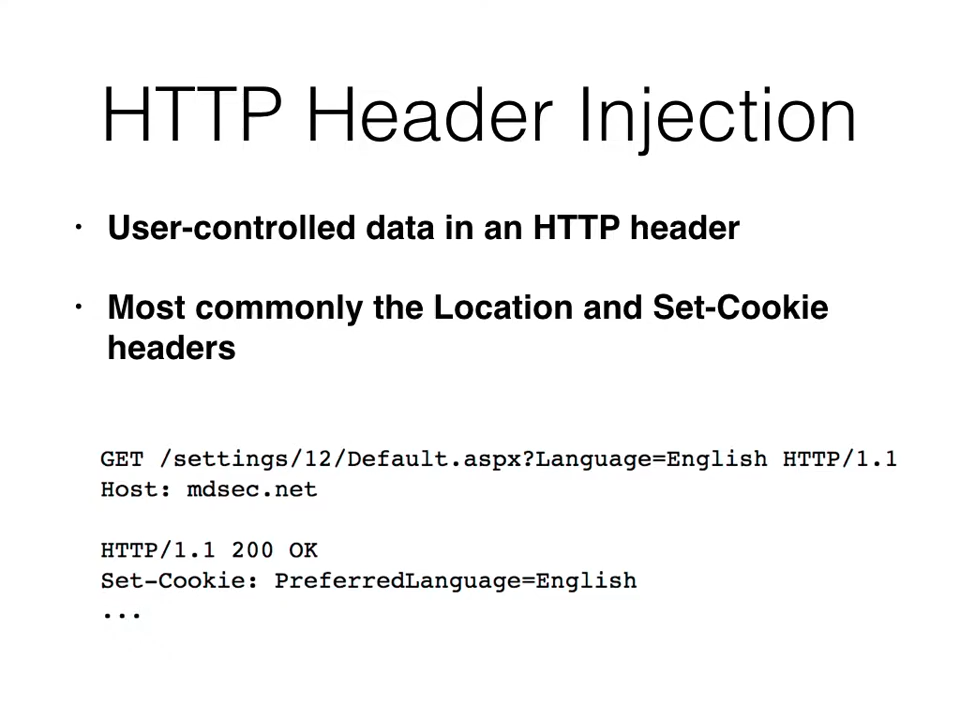 HTTP Header Injection
• User-controlled data in an HTTP header
• Most commonly the Location and Set-Cookie
headers
GET /settings/12/Default.aspx?Language=English HTTP/1.1
Host: mdsec.net
HTTP/1.1 200 OK
Set-Cookie: PreferredLanguage=English
...